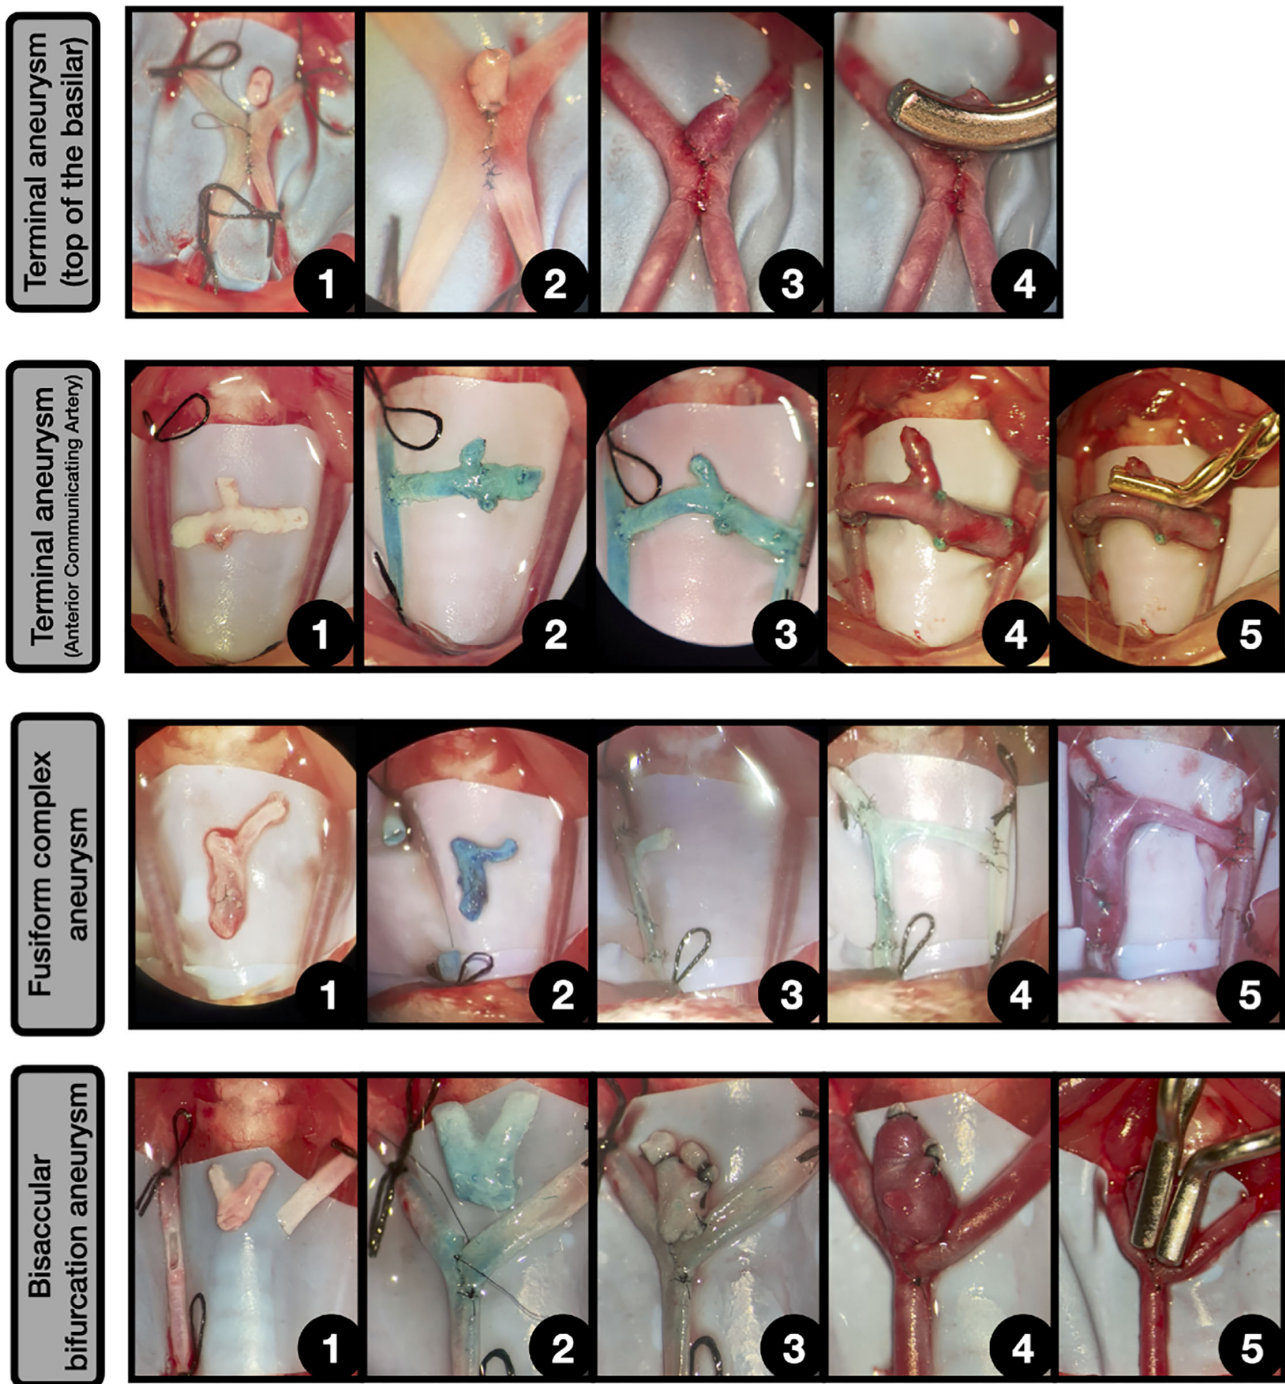 Terminal aneurysm
(top of the basilar)
1
2
3
4
Terminal aneurysm
(Anterior Communicating Artery)
1
2
3
4
5
Fusiform complex
aneurysm
1
2
3
4
5
Bisaccular
bifurcation aneurysm
1
2
3
4
5